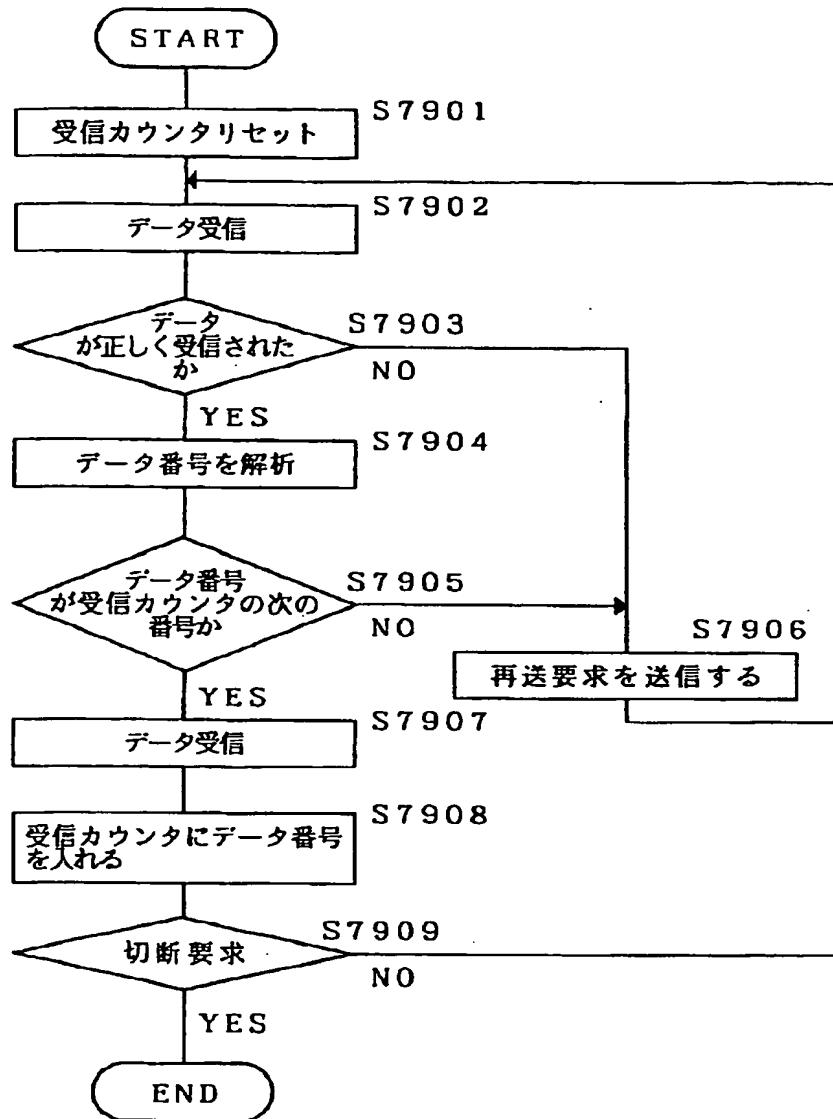 START
S7901
受信カウンタリセット
S7902
データ受信
データ
が正しく受信された
か
S7903
NO
YES
S7904
データ番号を解析
データ番号
が受信カウンタの次の
番号か
S7905
NO
S7906
再送要求を送信する
YES
S7907
データ受信
S7908
受信カウンタにデータ番号
を入れる
S7909
切断要求
NO
YES
END